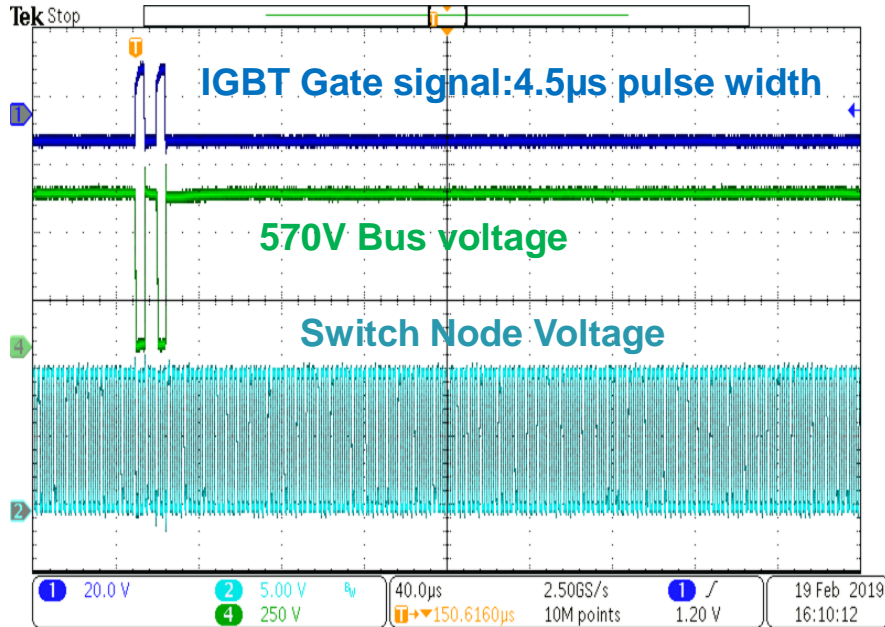 Tek Stop
T
T
IGBT Gate signal:4.5µs pulse width
1
570V Bus voltage
Switch Node Voltage
4
2
1 20.0 V 2 5.00 V BW 40.0µs 2.50GS/s 1 19 Feb 2019
4 250 V T→▼150.6160µs 10M points 1.20 V 16:10:12